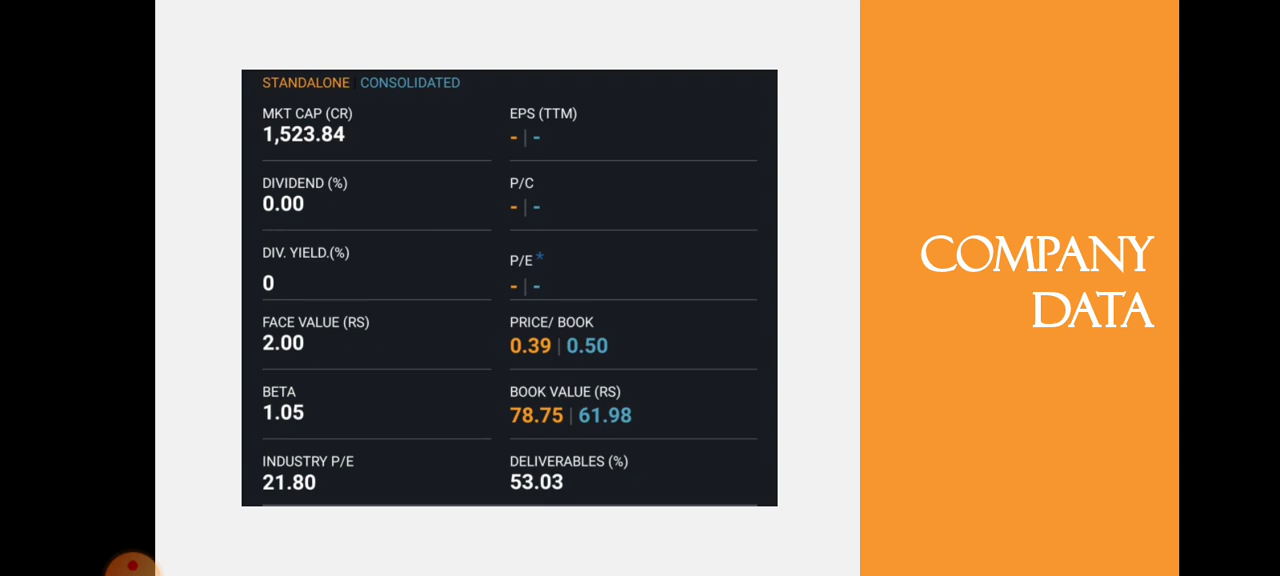 STANDALONE | CONSOLIDATED
MKT CAP (CR)
1,523.84
EPS (TTM)
- | -
DIVIDEND (%)
0.00
P/C
- | -
DIV. YIELD.(%)
0
P/E *
- | -
FACE VALUE (RS)
2.00
PRICE/ BOOK
0.39 | 0.50
BETA
1.05
BOOK VALUE (RS)
78.75 | 61.98
INDUSTRY P/E
21.80
DELIVERABLES (%)
53.03
COMPANY
DATA